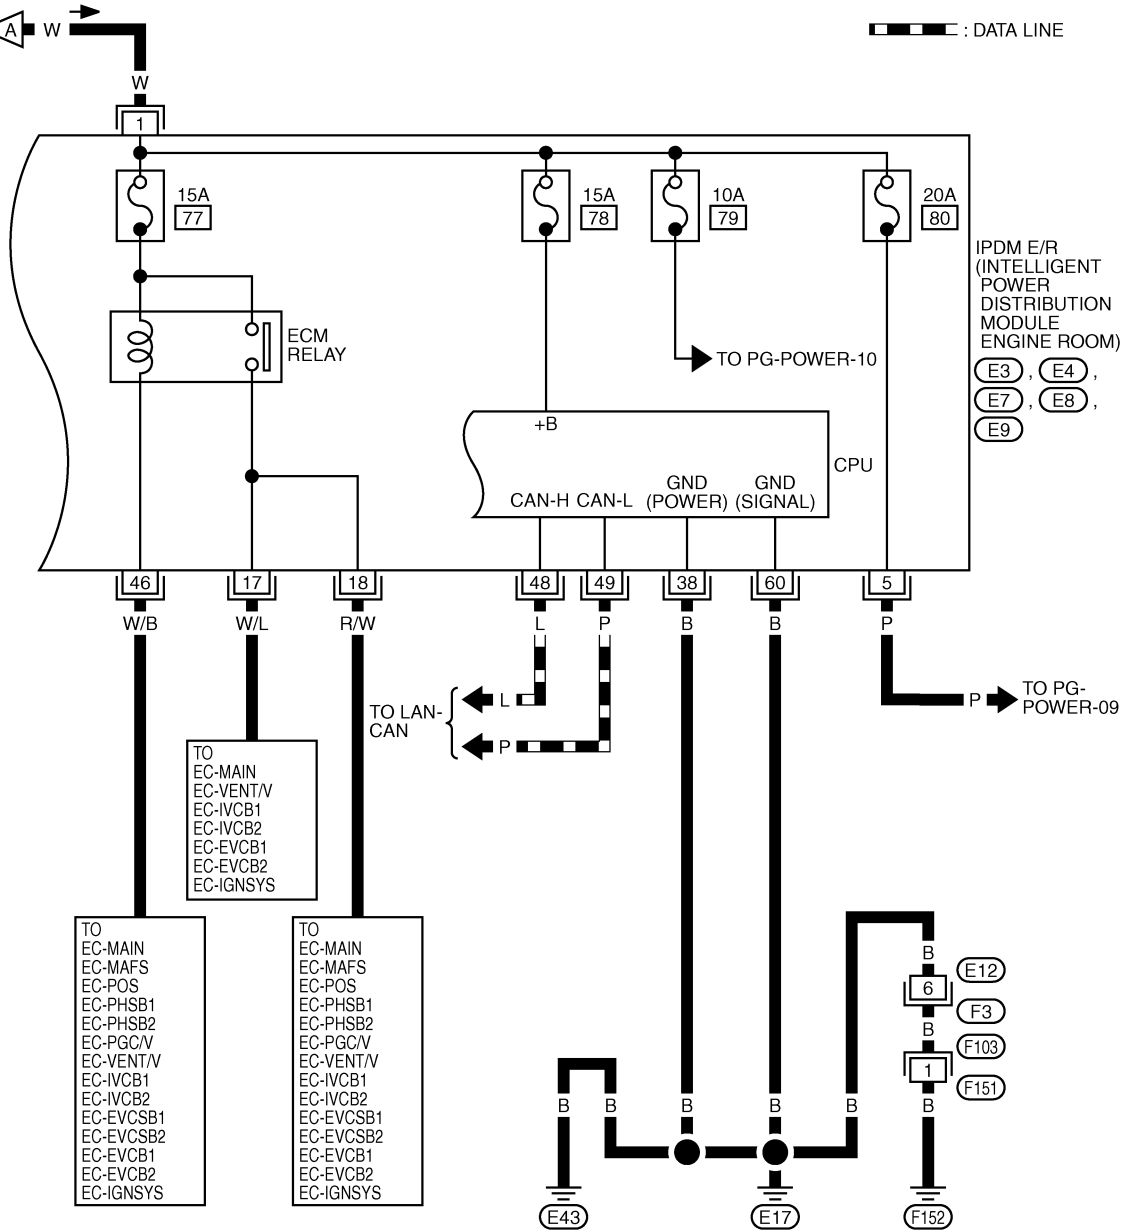 A W
: DATA LINE
W
1
15A
77
15A
78
10A
79
20A
80
IPDM E/R
(INTELLIGENT
POWER
DISTRIBUTION
MODULE
ENGINE ROOM)
E3 , E4 ,
E7 , E8 ,
E9
ECM
RELAY
TO PG-POWER-10
+B
CPU
CAN-H CAN-L
GND
(POWER)
GND
(SIGNAL)
46 17 18 48 49 38 60 5
W/B W/L R/W L P B B P
TO LAN-
CAN
L
P
P
TO PG-
POWER-09
TO
EC-MAIN
EC-VENT/V
EC-IVCB1
EC-IVCB2
EC-EVCB1
EC-EVCB2
EC-IGNSYS
TO
EC-MAIN
EC-MAFS
EC-POS
EC-PHSB1
EC-PHSB2
EC-PGC/V
EC-VENT/V
EC-IVCB1
EC-IVCB2
EC-EVCSB1
EC-EVCSB2
EC-EVCB1
EC-EVCB2
EC-IGNSYS
TO
EC-MAIN
EC-MAFS
EC-POS
EC-PHSB1
EC-PHSB2
EC-PGC/V
EC-VENT/V
EC-IVCB1
EC-IVCB2
EC-EVCSB1
EC-EVCSB2
EC-EVCB1
EC-EVCB2
EC-IGNSYS
B
E12
6
F3
B
F103
1
F151
B B B B B B
E43 E17 F152